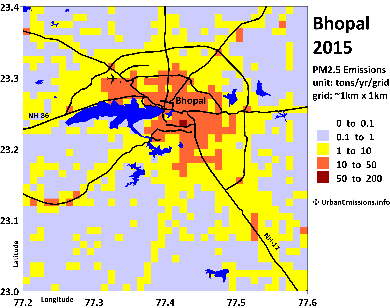 23.4
23.3
23.2
23.1
23.0
77.2
77.3
77.4
77.5
77.6
Latitude
Longitude
NH 86
Bhopal
NH-12
Bhopal
2015
PM2.5 Emissions
unit: tons/yr/grid
grid: ~1km x 1km
0 to 0.1
0.1 to 1
1 to 10
10 to 50
50 to 200
© UrbanEmissions.info